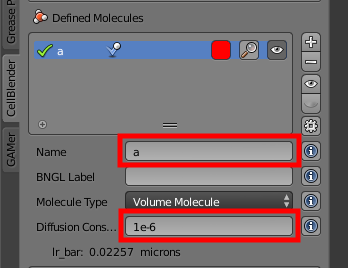 Grease P
CellBlender
GAMer
Defined Molecules
a
Name
a
BNGL Label
Molecule Type
Volume Molecule
Diffusion Cons...
1e-6
lr_bar: 0.02257 microns